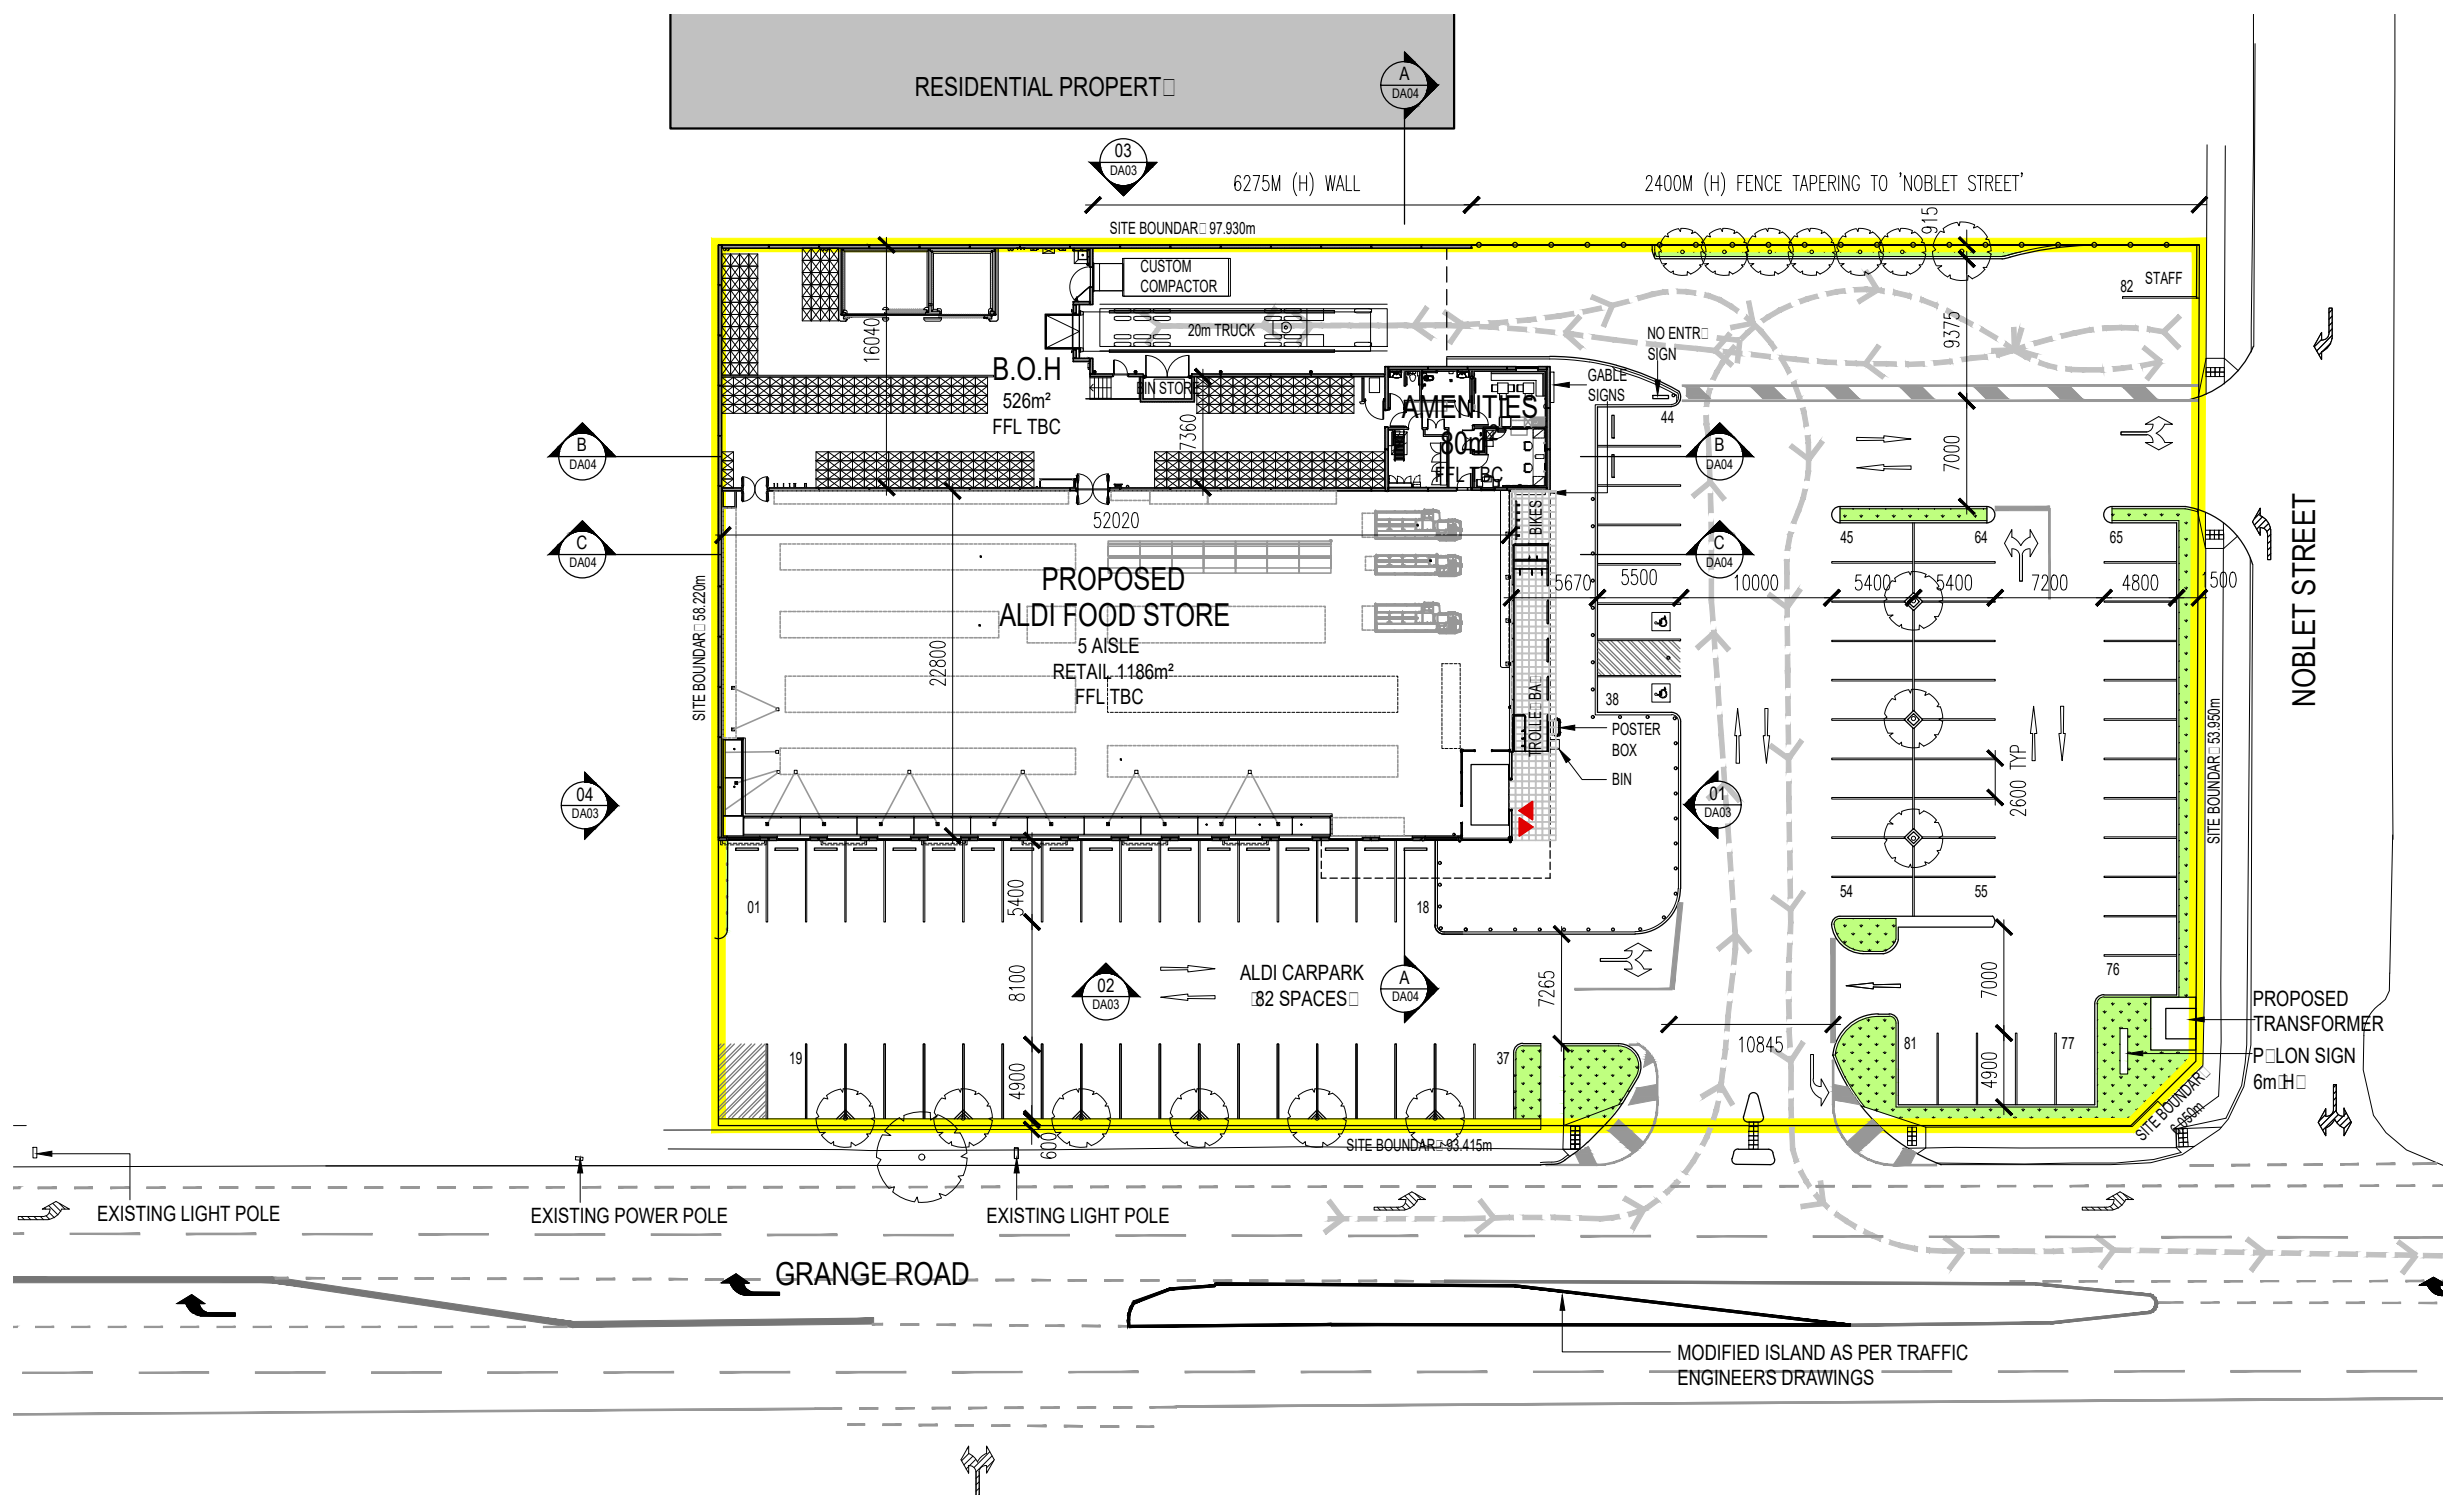 RESIDENTIAL PROPERT□
A
DA04
03
DA03
6275M (H) WALL
2400M (H) FENCE TAPERING TO 'NOBLET STREET'
SITE BOUNDAR□ 97.930m
915
CUSTOM
COMPACTOR
82
STAFF
20m TRUCK
16040
NO ENTR□
SIGN
9375
B.O.H
526m²
FFL TBC
BIN STORE
GABLE
SIGNS
AMENITIES
80m²
FFL TBC
7360
44
7000
B
DA04
B
DA04
52020
BIKES
45
64
65
C
DA04
C
DA04
PROPOSED
ALDI FOOD STORE
5 AISLE
RETAIL 1186m²
FFL TBC
5670
5500
10000
5400
5400
7200
4800
1500
SITE BOUNDAR□ 58.220m
22800
NOBLET STREET
38
TROLLE□ BA□
POSTER
BOX
BIN
SITE BOUNDAR□ 53.950m
2600 TYP
04
DA03
01
DA03
01
5400
18
54
55
ALDI CARPARK
□82 SPACES□
8100
02
DA03
A
DA04
7265
76
7000
PROPOSED
TRANSFORMER
P□LON SIGN
6m□H□
19
37
10845
81
77
4900
4900
SITE BOUNDAR□
6.050m
600
SITE BOUNDAR□ 93.415m
EXISTING LIGHT POLE
EXISTING POWER POLE
EXISTING LIGHT POLE
GRANGE ROAD
MODIFIED ISLAND AS PER TRAFFIC
ENGINEERS DRAWINGS